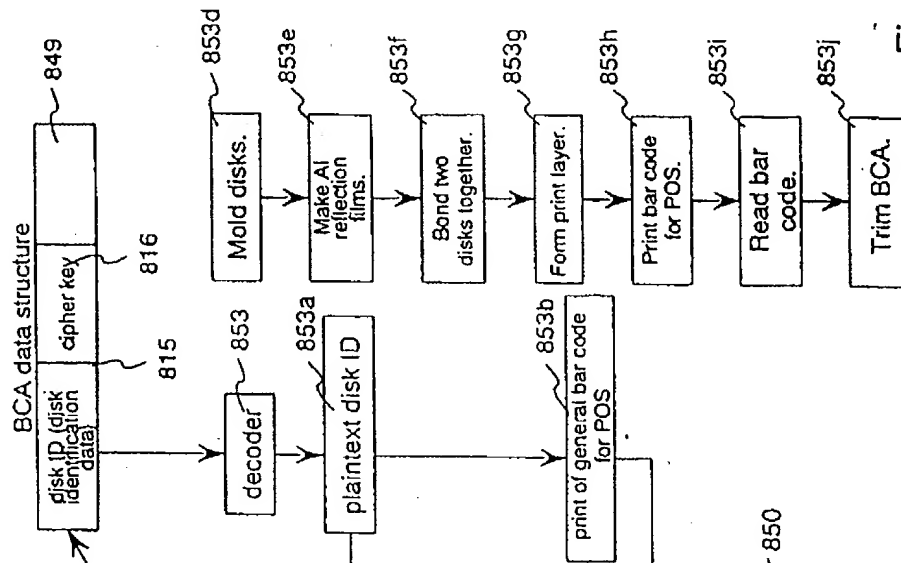 BCA data structure
849
disk ID (disk
identification
data)
cipher key
815
816
decoder
853
plaintext disk ID
853a
print of general bar code
for POS
853b
850
Mold disks.
853d
Make Al
reflection
films.
853e
Bond two
disks together.
853f
Form print layer.
853g
Print bar code
for POS.
853h
Read bar
code.
853i
Trim BCA.
853j